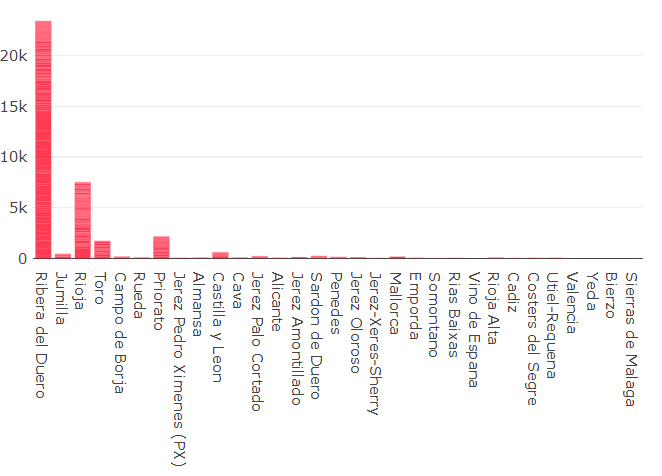 20k
15k
10k
5k
0
Ribera del Duero
Jumilla
Rioja
Toro
Campo de Borja
Rueda
Priorato
Jerez Pedro Ximenes (PX)
Almansa
Castilla y Leon
Cava
Jerez Palo Cortado
Alicante
Jerez Amontillado
Sardon de Duero
Penedes
Jerez Oloroso
Jerez-Xeres-Sherry
Mallorca
Emporda
Somontano
Rias Baixas
Vino de Espana
Rioja Alta
Cadiz
Costers del Segre
Utiel-Requena
Valencia
Yeda
Bierzo
Sierras de Malaga